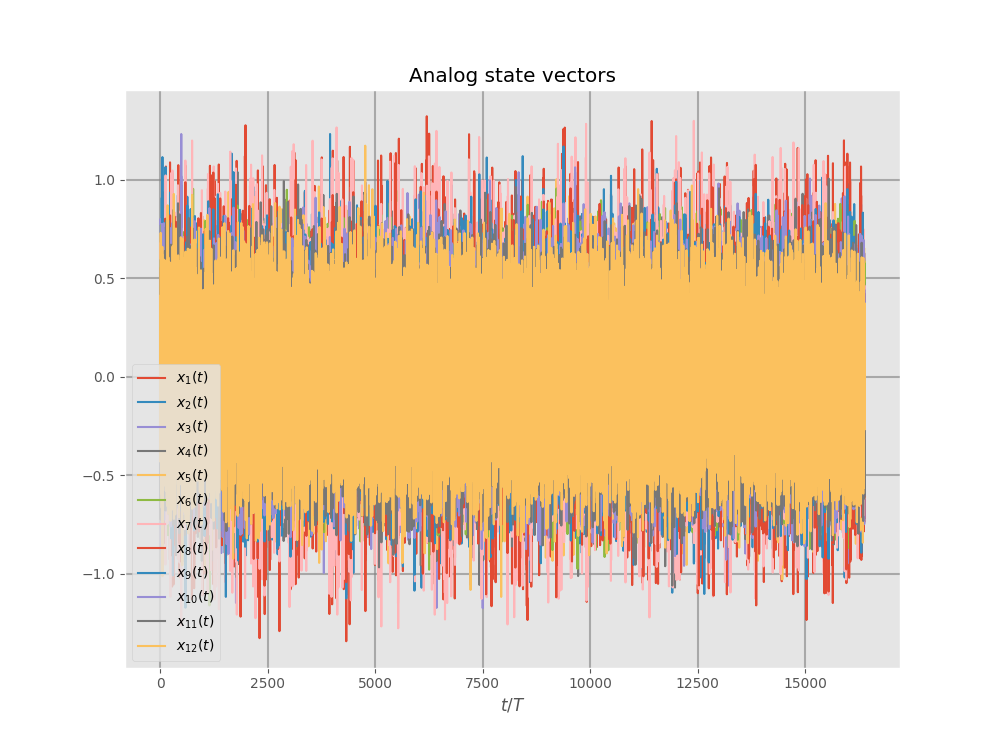 Analog state vectors
1.0
0.5
0.0
−0.5
−1.0
x₁(t)
x₂(t)
x₃(t)
x₄(t)
x₅(t)
x₆(t)
x₇(t)
x₈(t)
x₉(t)
x₁₀(t)
x₁₁(t)
x₁₂(t)
0 2500 5000 7500 10000 12500 15000
t/T